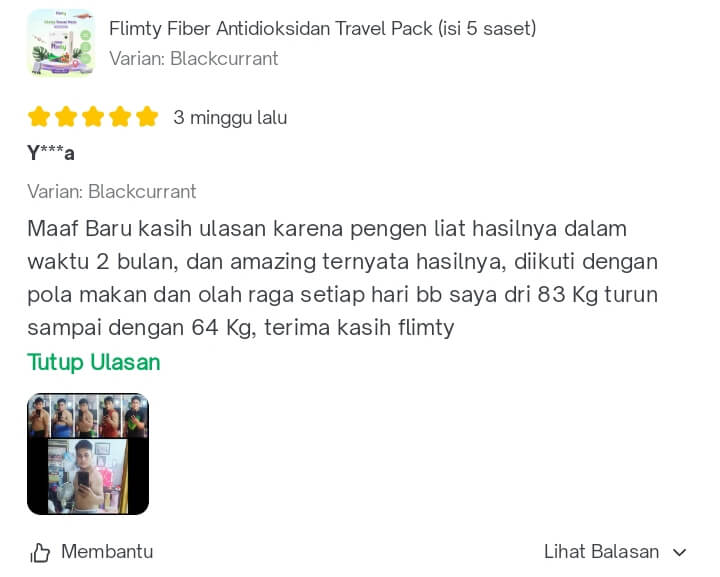 Flimty Fiber Antidioksidan Travel Pack (isi 5 saset)
Varian: Blackcurrant
3 minggu lalu
Y***a
Varian: Blackcurrant
Maaf Baru kasih ulasan karena pengen liat hasilnya dalam
waktu 2 bulan, dan amazing ternyata hasilnya, diikuti dengan
pola makan dan olah raga setiap hari bb saya dri 83 Kg turun
sampai dengan 64 Kg, terima kasih flimty
Tutup Ulasan
Membantu
Lihat Balasan